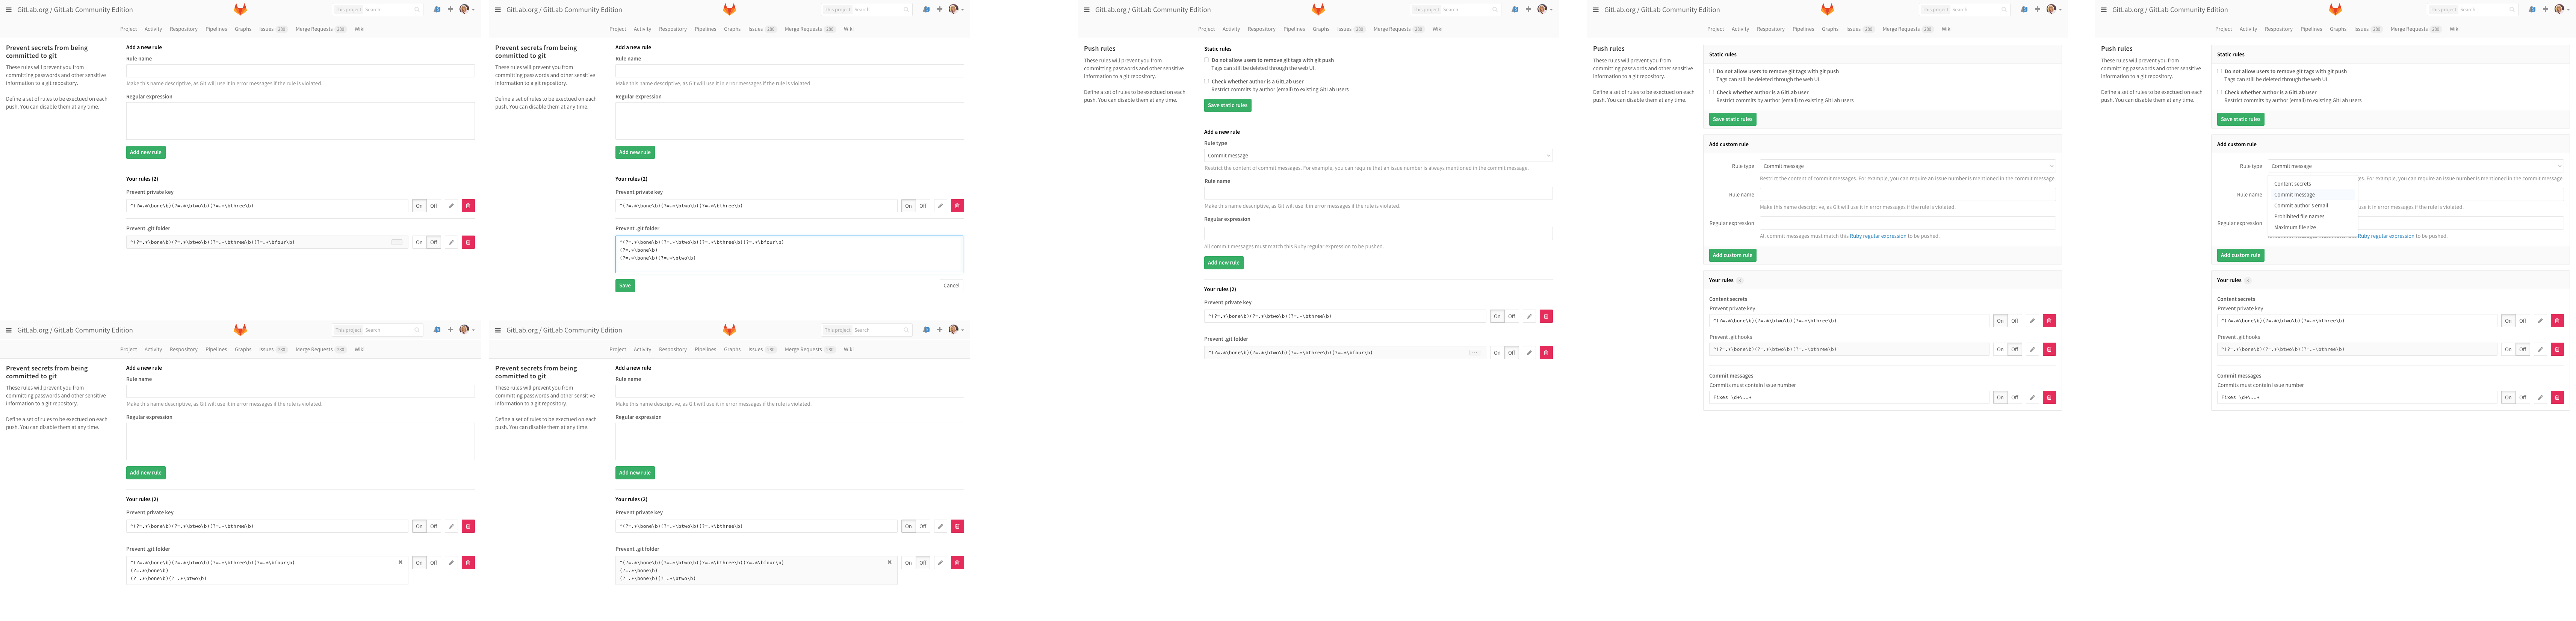 GitLab.org / GitLab Community Edition
This project Search
Project Activity Respository Pipelines Graphs Issues 280 Merge Requests 280 Wiki
Prevent secrets from being
committed to git
These rules will prevent you from
committing passwords and other sensitive
information to a git repository.
Define a set of rules to be exectued on each
push. You can disable them at any time.
Add a new rule
Rule name
Make this name descriptive, as Git will use it in error messages if the rule is violated.
Regular expression
Add new rule
Your rules (2)
Prevent private key
^(?=.*\bone\b)(?=.*\btwo\b)(?=.*\bthree\b)
On Off
Prevent .git folder
^(?=.*\bone\b)(?=.*\btwo\b)(?=.*\bthree\b)(?=.*\bfour\b)
On Off
GitLab.org / GitLab Community Edition
This project Search
Project Activity Respository Pipelines Graphs Issues 280 Merge Requests 280 Wiki
Prevent secrets from being
committed to git
These rules will prevent you from
committing passwords and other sensitive
information to a git repository.
Define a set of rules to be exectued on each
push. You can disable them at any time.
Add a new rule
Rule name
Make this name descriptive, as Git will use it in error messages if the rule is violated.
Regular expression
Add new rule
Your rules (2)
Prevent private key
^(?=.*\bone\b)(?=.*\btwo\b)(?=.*\bthree\b)
On Off
Prevent .git folder
^(?=.*\bone\b)(?=.*\btwo\b)(?=.*\bthree\b)(?=.*\bfour\b)
(?=.*\bone\b)
(?=.*\bone\b)(?=.*\btwo\b)
Save
Cancel
GitLab.org / GitLab Community Edition
This project Search
Project Activity Respository Pipelines Graphs Issues 280 Merge Requests 280 Wiki
Push rules
These rules will prevent you from
committing passwords and other sensitive
information to a git repository.
Define a set of rules to be exectued on each
push. You can disable them at any time.
Static rules
Do not allow users to remove git tags with git push
Tags can still be deleted through the web UI.
Check whether author is a GitLab user
Restrict commits by author (email) to existing GitLab users
Save static rules
Add a new rule
Rule type
Commit message
Restrict the content of commit messages. For example, you can require that an issue number is always mentioned in the commit message.
Rule name
Make this name descriptive, as Git will use it in error messages if the rule is violated.
Regular expression
All commit messages must match this Ruby regular expression to be pushed.
Add new rule
Your rules (2)
Prevent private key
^(?=.*\bone\b)(?=.*\btwo\b)(?=.*\bthree\b)
On Off
Prevent .git folder
^(?=.*\bone\b)(?=.*\btwo\b)(?=.*\bthree\b)(?=.*\bfour\b)
On Off
GitLab.org / GitLab Community Edition
This project Search
Project Activity Respository Pipelines Graphs Issues 280 Merge Requests 280 Wiki
Push rules
These rules will prevent you from
committing passwords and other sensitive
information to a git repository.
Define a set of rules to be exectued on each
push. You can disable them at any time.
Static rules
Do not allow users to remove git tags with git push
Tags can still be deleted through the web UI.
Check whether author is a GitLab user
Restrict commits by author (email) to existing GitLab users
Save static rules
Add custom rule
Rule type Commit message
Restrict the content of commit messages. For example, you can require an issue number is mentioned in the commit message.
Rule name
Make this name descriptive, as Git will use it in error messages if the rule is violated.
Regular expression
All commit messages must match this Ruby regular expression to be pushed.
Add custom rule
Your rules 3
Content secrets
Prevent private key
^(?=.*\bone\b)(?=.*\btwo\b)(?=.*\bthree\b)
On Off
Prevent .git hooks
^(?=.*\bone\b)(?=.*\btwo\b)(?=.*\bthree\b)
On Off
Commit messages
Commits must contain issue number
Fixes \d+\..*
On Off
GitLab.org / GitLab Community Edition
This project Search
Project Activity Respository Pipelines Graphs Issues 280 Merge Requests 280 Wiki
Push rules
These rules will prevent you from
committing passwords and other sensitive
information to a git repository.
Define a set of rules to be exectued on each
push. You can disable them at any time.
Static rules
Do not allow users to remove git tags with git push
Tags can still be deleted through the web UI.
Check whether author is a GitLab user
Restrict commits by author (email) to existing GitLab users
Save static rules
Add custom rule
Rule type Commit message
es. For example, you can require an issue number is mentioned in the commit message.
Content secrets
Rule name Commit message
Commit author's email use it in error messages if the rule is violated.
Prohibited file names
Regular expression
Maximum file size
Ruby regular expression to be pushed.
Add custom rule
Your rules 3
Content secrets
Prevent private key
^(?=.*\bone\b)(?=.*\btwo\b)(?=.*\bthree\b)
On Off
Prevent .git hooks
^(?=.*\bone\b)(?=.*\btwo\b)(?=.*\bthree\b)
On Off
Commit messages
Commits must contain issue number
Fixes \d+\..*
On Off
GitLab.org / GitLab Community Edition
This project Search
Project Activity Respository Pipelines Graphs Issues 280 Merge Requests 280 Wiki
Prevent secrets from being
committed to git
These rules will prevent you from
committing passwords and other sensitive
information to a git repository.
Define a set of rules to be exectued on each
push. You can disable them at any time.
Add a new rule
Rule name
Make this name descriptive, as Git will use it in error messages if the rule is violated.
Regular expression
Add new rule
Your rules (2)
Prevent private key
^(?=.*\bone\b)(?=.*\btwo\b)(?=.*\bthree\b)
On Off
Prevent .git folder
^(?=.*\bone\b)(?=.*\btwo\b)(?=.*\bthree\b)(?=.*\bfour\b)
(?=.*\bone\b)
(?=.*\bone\b)(?=.*\btwo\b)
On Off
GitLab.org / GitLab Community Edition
This project Search
Project Activity Respository Pipelines Graphs Issues 280 Merge Requests 280 Wiki
Prevent secrets from being
committed to git
These rules will prevent you from
committing passwords and other sensitive
information to a git repository.
Define a set of rules to be exectued on each
push. You can disable them at any time.
Add a new rule
Rule name
Make this name descriptive, as Git will use it in error messages if the rule is violated.
Regular expression
Add new rule
Your rules (2)
Prevent private key
^(?=.*\bone\b)(?=.*\btwo\b)(?=.*\bthree\b)
On Off
Prevent .git folder
^(?=.*\bone\b)(?=.*\btwo\b)(?=.*\bthree\b)(?=.*\bfour\b)
(?=.*\bone\b)
(?=.*\bone\b)(?=.*\btwo\b)
On Off